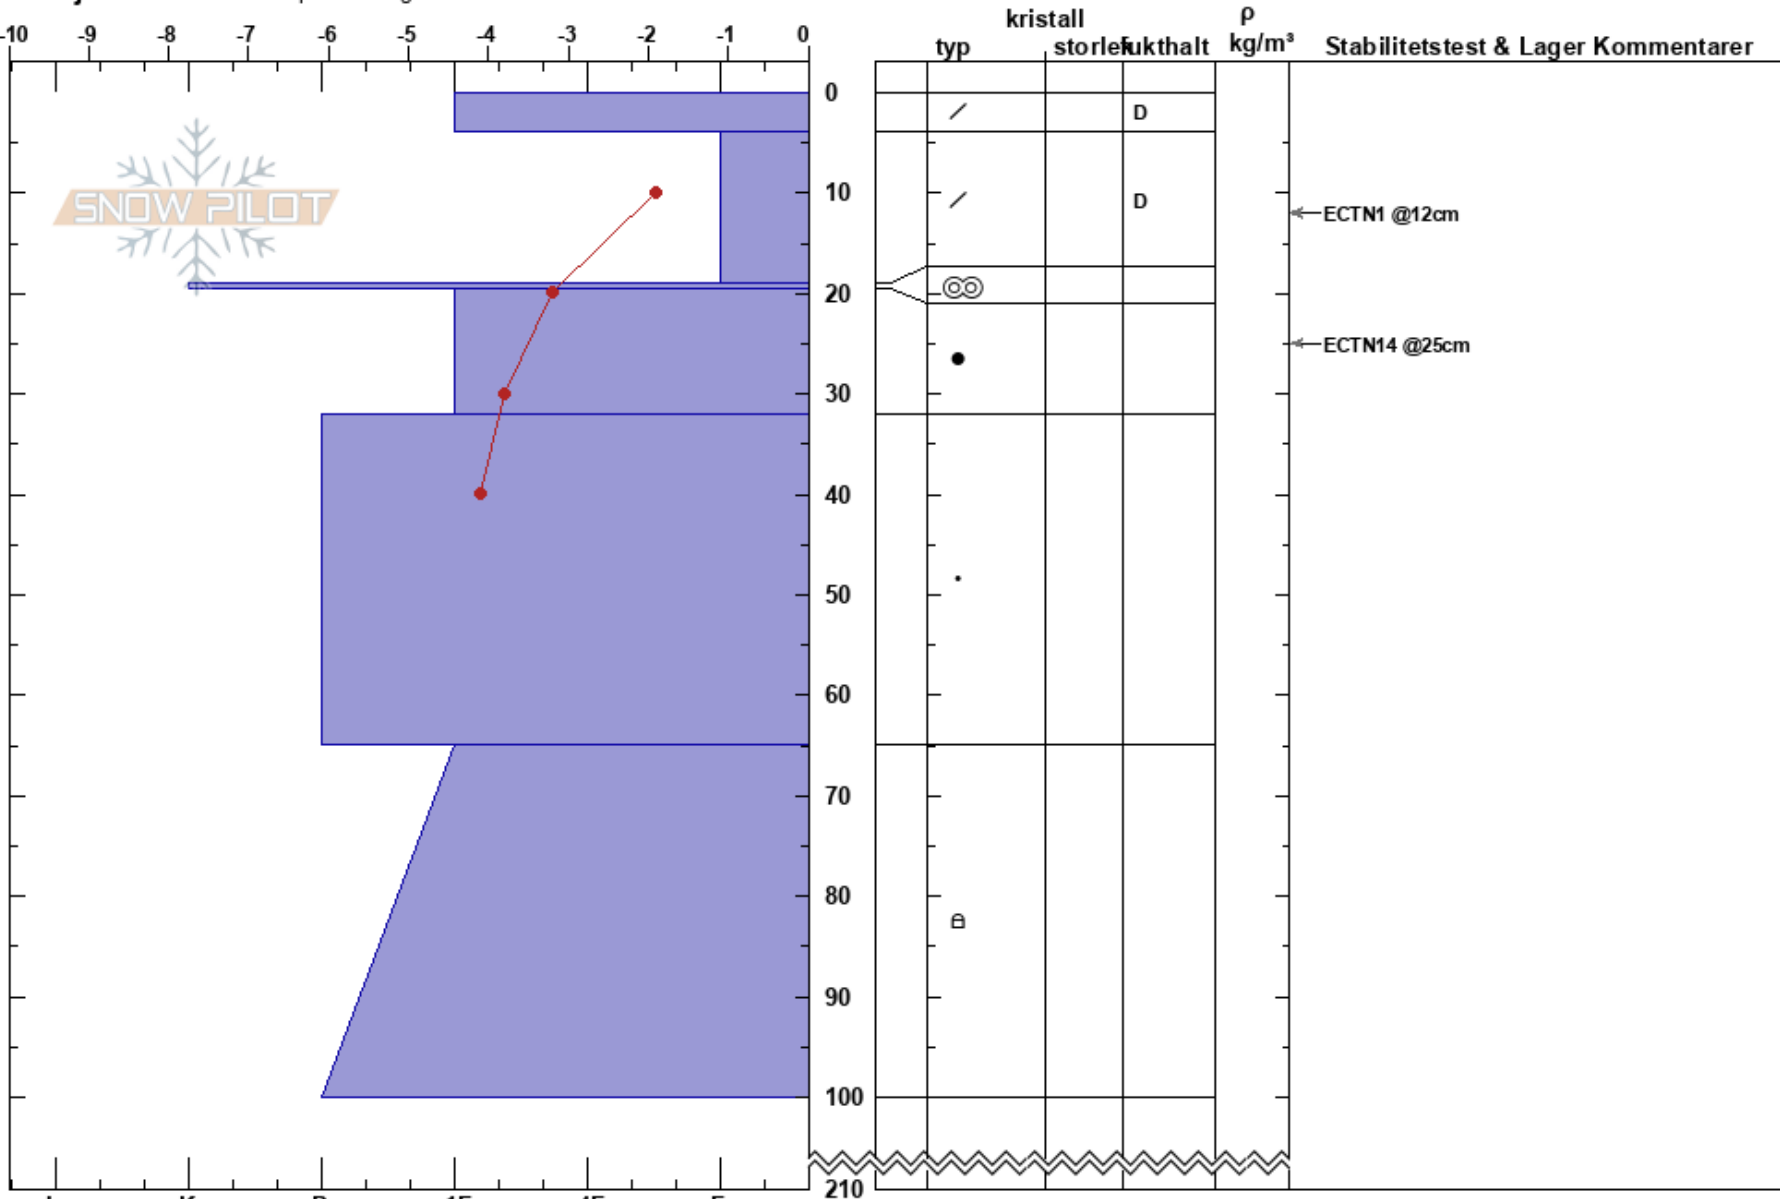 -10 -9 -8 -7 -6 -5 -4 -3 -2 -1 0
kristall
ρ
typ
storlek
fukthalt
kg/m³
Stabilitetstest & Lager Kommentarer
SNOW PILOT
0
D
10
D
ECTN1 @12cm
20
ECTN14 @25cm
30
40
50
60
70
80
90
100
210